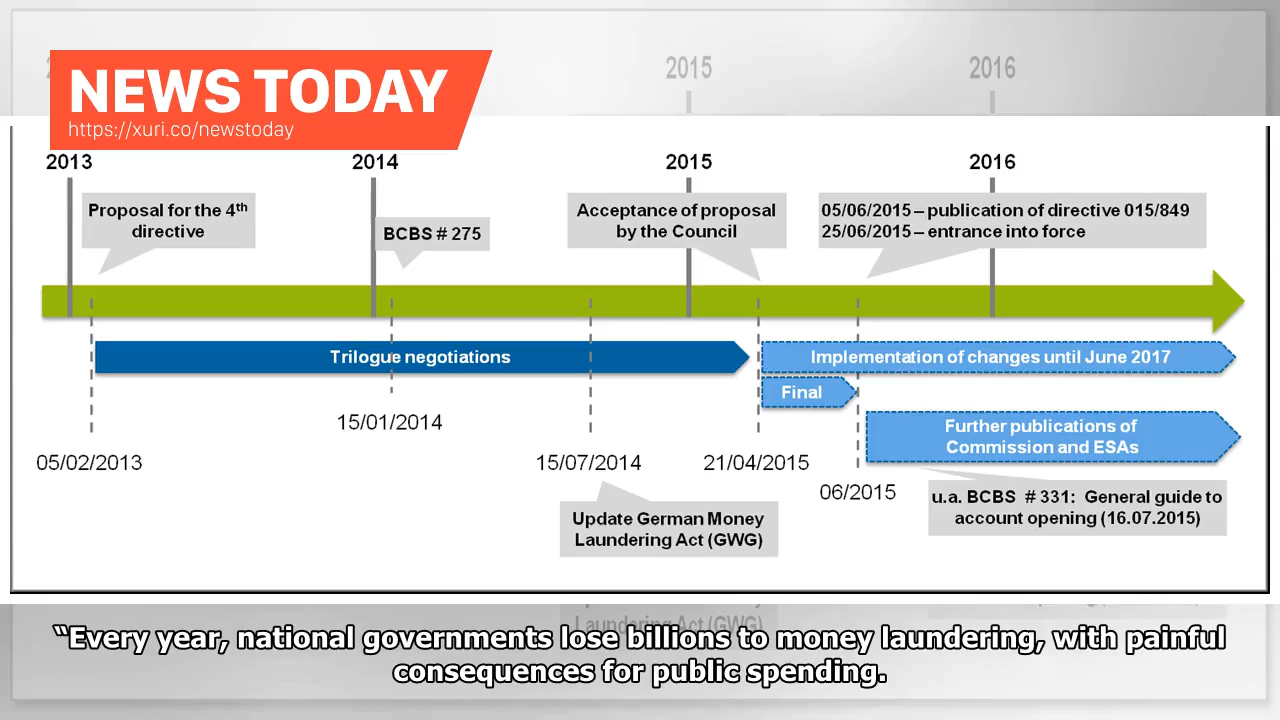 2015
2016
NEWS TODAY
https://xuri.co/newstoday
2013
2014
2015
2016
Proposal for the 4th
directive
BCBS # 275
Acceptance of proposal
by the Council
05/06/2015 – publication of directive 015/849
25/06/2015 – entrance into force
Trilogue negotiations
Implementation of changes until June 2017
Final
Further publications of
Commission and ESAs
15/01/2014
05/02/2013
15/07/2014
21/04/2015
06/2015
u.a. BCBS # 331: General guide to
account opening (16.07.2015)
Update German Money
Laundering Act (GWG)
Laundering Act (GWG)
“Every year, national governments lose billions to money laundering, with painful
consequences for public spending.